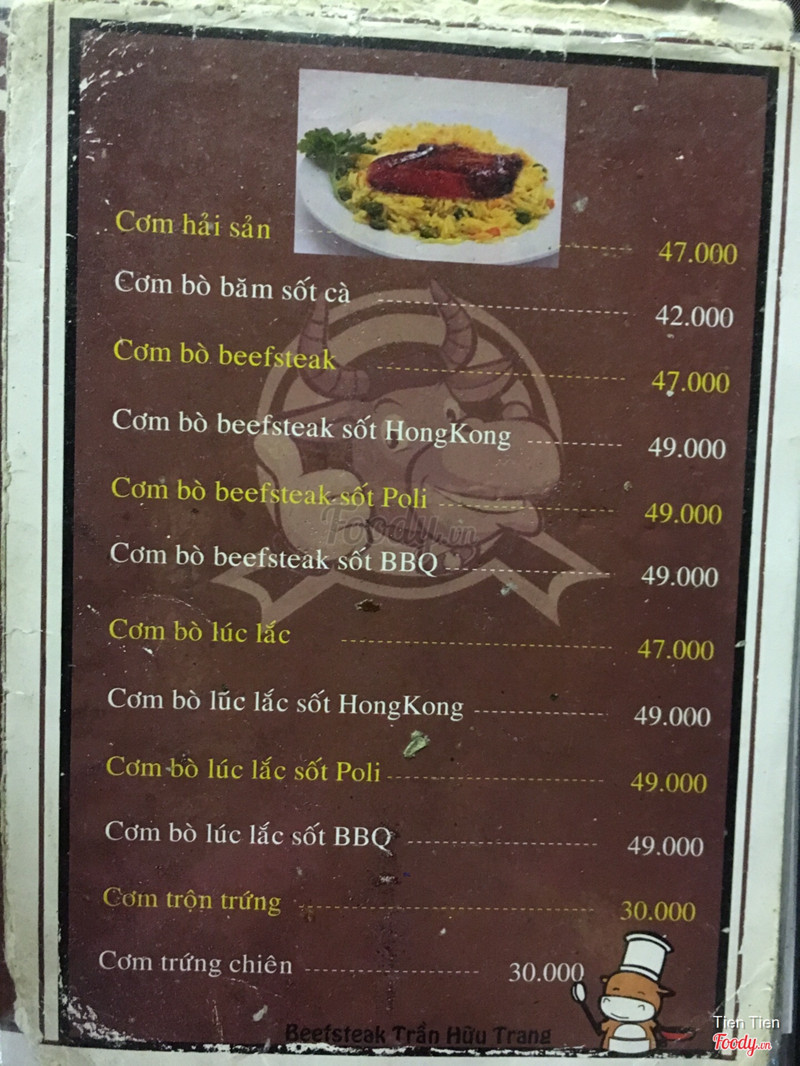 Cơm hải sản 47.000
Cơm bò băm sốt cà 42.000
Cơm bò beefsteak 47.000
Cơm bò beefsteak sốt HongKong 49.000
Cơm bò beefsteak sốt Poli 49.000
Foody.vn
Cơm bò beefsteak sốt BBQ 49.000
Cơm bò lúc lắc 47.000
Cơm bò lúc lắc sốt HongKong 49.000
Cơm bò lúc lắc sốt Poli 49.000
Cơm bò lúc lắc sốt BBQ 49.000
Cơm trộn trứng 30.000
Cơm trứng chiên 30.000
Beefsteak Trần Hữu Trang
Tien Tien
Foody.vn